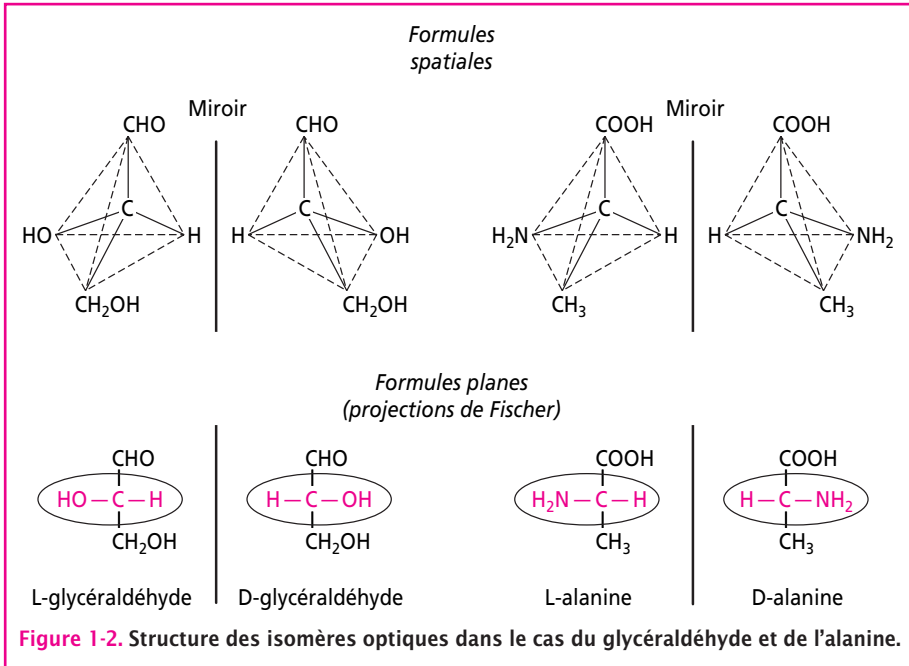 Formules
spatiales
Miroir
CHO
CHO
C
C
HO
H
H
OH
CH₂OH
CH₂OH
Miroir
COOH
COOH
C
C
H₂N
H
H
NH₂
CH₃
CH₃
Formules planes
(projections de Fischer)
CHO
HO — C — H
CH₂OH
L-glycéraldéhyde
CHO
H — C — OH
CH₂OH
D-glycéraldéhyde
COOH
H₂N — C — H
CH₃
L-alanine
COOH
H — C — NH₂
CH₃
D-alanine
Figure 1-2. Structure des isomères optiques dans le cas du glycéraldéhyde et de l’alanine.